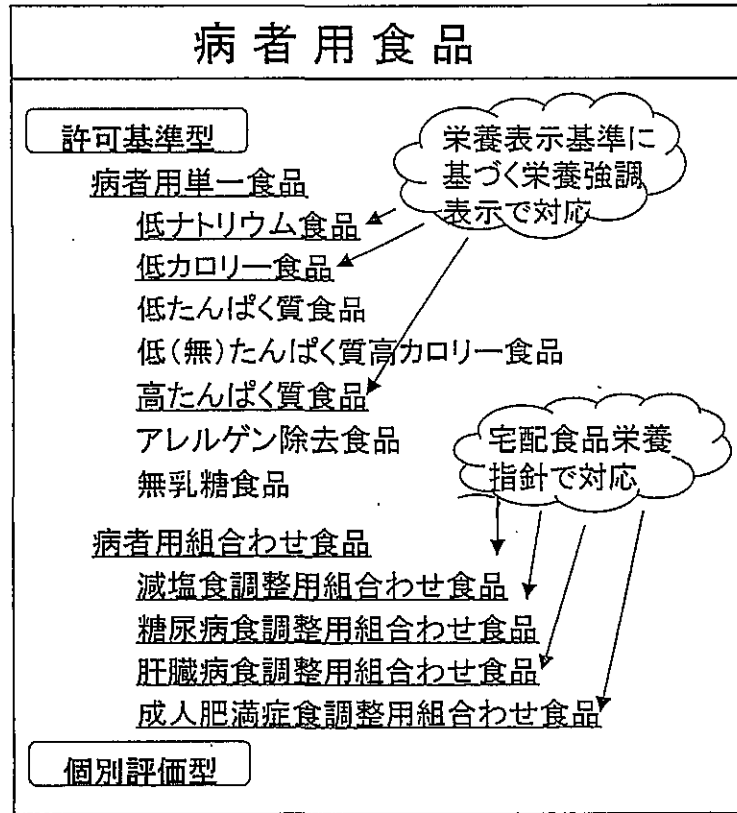 病者用食品
許可基準型
栄養表示基準に
基づく栄養強調
表示で対応
病者用単一食品
低ナトリウム食品
低カロリー食品
低たんぱく質食品
低(無)たんぱく質高カロリー食品
高たんぱく質食品
アレルゲン除去食品
無乳糖食品
宅配食品栄養
指針で対応
病者用組合わせ食品
減塩食調整用組合わせ食品
糖尿病食調整用組合わせ食品
肝臓病食調整用組合わせ食品
成人肥満症食調整用組合わせ食品
個別評価型